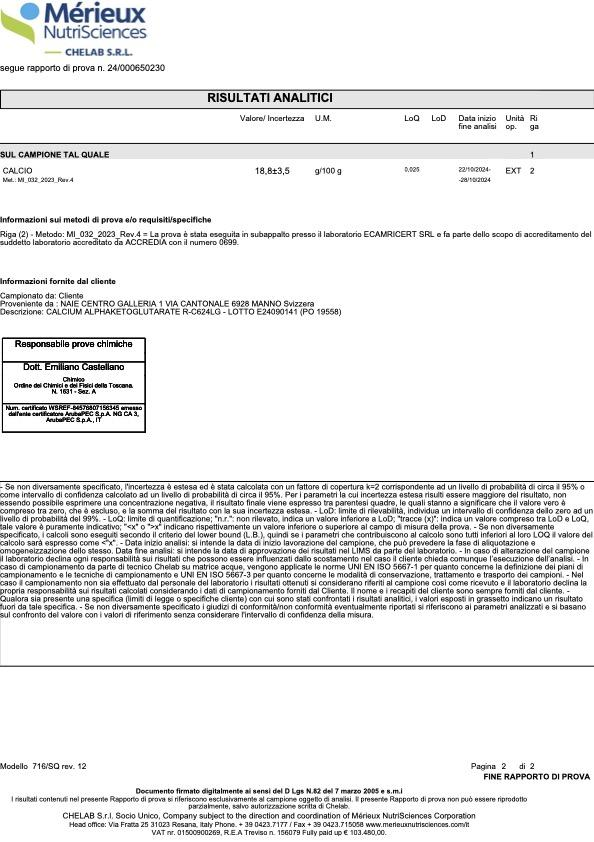 Mérieux
NutriSciences
CHELAB S.R.L.
segue rapporto di prova n. 24/000650230
RISULTATI ANALITICI
Valore/ Incertezza U.M. LoQ LoD Data inizio Unità Ri
fine analisi op. ga
SUL CAMPIONE TAL QUALE 1
CALCIO 18,8±3,5 g/100 g 0,025 22/10/2024- EXT 2
Met.: MI_032_2023_Rev.4 -28/10/2024
Informazioni sui metodi di prova e/o requisiti/specifiche
Riga (2) - Metodo: MI_032_2023_Rev.4 = La prova è stata eseguita in subappalto presso il laboratorio ECAMRICERT SRL e fa parte dello scopo di accreditamento del
suddetto laboratorio accreditato da ACCREDIA con il numero 0699.
Informazioni fornite dal cliente
Campionato da: Cliente
Proveniente da : NAIE CENTRO GALLERIA 1 VIA CANTONALE 6928 MANNO Svizzera
Descrizione: CALCIUM ALPHAKETOGLUTARATE R-C624LG - LOTTO E24090141 (PO 19558)
Responsabile prove chimiche
Dott. Emiliano Castellano
Chimico
Ordine dei Chimici e dei Fisici della Toscana.
N. 1631 - Sez. A
Num. certificato WSREF-84576807156345 emesso
dall'ente certificatore ArubaPEC S.p.A. NG CA 3,
ArubaPEC S.p.A., IT
- Se non diversamente specificato, l'incertezza è estesa ed è stata calcolata con un fattore di copertura k=2 corrispondente ad un livello di probabilità di circa il 95% o
come intervallo di confidenza calcolato ad un livello di probabilità di circa il 95%. Per i parametri la cui incertezza estesa risulti essere maggiore del risultato, non
essendo possibile esprimere una concentrazione negativa, il risultato finale viene espresso tra parentesi quadre, le quali stanno a significare che il valore vero è
compreso tra zero, che è escluso, e la somma del risultato con la sua incertezza estesa. - LoD: limite di rilevabilità, individua un intervallo di confidenza dello zero ad un
livello di probabilità del 99%. - LoQ: limite di quantificazione; "n.r.": non rilevato, indica un valore inferiore a LoD; "tracce (x)": indica un valore compreso tra LoD e LoQ,
tale valore è puramente indicativo; "<x" o ">x" indicano rispettivamente un valore inferiore o superiore al campo di misura della prova. - Se non diversamente
specificato, i calcoli sono eseguiti secondo il criterio del lower bound (L.B.), quindi se i parametri che contribuiscono al calcolo sono tutti inferiori al loro LOQ il valore del
calcolo sarà espresso come <"x". - Data inizio analisi: si intende la data di inizio lavorazione del campione, che può prevedere la fase di aliquotazione e
omogeneizzazione dello stesso. Data fine analisi: si intende la data di approvazione dei risultati nel LIMS da parte del laboratorio. - In caso di alterazione del campione
il laboratorio declina ogni responsabilità sui risultati che possono essere influenzati dallo scostamento nel caso il cliente chieda comunque l'esecuzione dell'analisi. - In
caso di campionamento da parte di tecnico Chelab su matrice acque, vengono applicate le norme UNI EN ISO 5667-1 per quanto concerne la definizione dei piani di
campionamento e le tecniche di campionamento e UNI EN ISO 5667-3 per quanto concerne le modalità di conservazione, trattamento e trasporto dei campioni. - Nel
caso il campionamento non sia effettuato dal personale del laboratorio i risultati ottenuti si considerano riferiti al campione così come ricevuto e il laboratorio declina la
propria responsabilità sui risultati calcolati considerando i dati di campionamento forniti dal Cliente. Il nome e i recapiti del cliente sono sempre forniti dal cliente. -
Qualora sia presente una specifica (limiti di legge o specifiche cliente) con cui sono stati confrontati i risultati analitici, i valori esposti in grassetto indicano un risultato
fuori da tale specifica. - Se non diversamente specificato i giudizi di conformità/non conformità eventualmente riportati si riferiscono ai parametri analizzati e si basano
sul confronto del valore con i valori di riferimento senza considerare l'intervallo di confidenza della misura.
Modello 716/SQ rev. 12 Pagina 2 di 2
FINE RAPPORTO DI PROVA
Documento firmato digitalmente ai sensi del D Lgs N.82 del 7 marzo 2005 e s.m.i
I risultati contenuti nel presente Rapporto di prova si riferiscono esclusivamente al campione oggetto di analisi. Il presente Rapporto di prova non può essere riprodotto
parzialmente, salvo autorizzazione scritta di Chelab.
CHELAB S.r.l. Socio Unico, Company subject to the direction and coordination of Mérieux NutriSciences Corporation
Head office: Via Fratta 25 31023 Resana, Italy Phone. + 39 0423.7177 / Fax + 39 0423.715058 www.merieuxnutrisciences.com/it
VAT nr. 01500900269, R.E.A Treviso n. 156079 Fully paid up € 103.480,00.